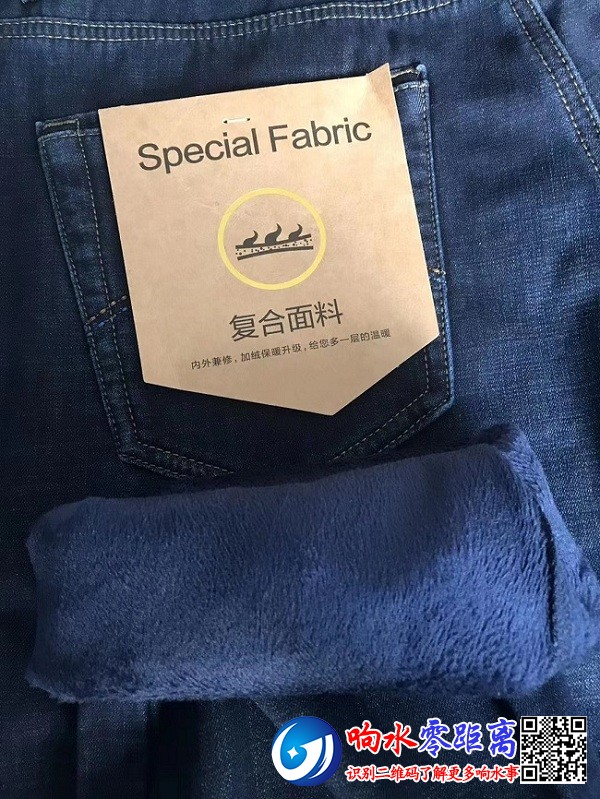 Special Fabric
复合面料
内外兼修，加绒保暖升级，给您多一层的温暖
响水零距离
识别二维码了解更多响水事